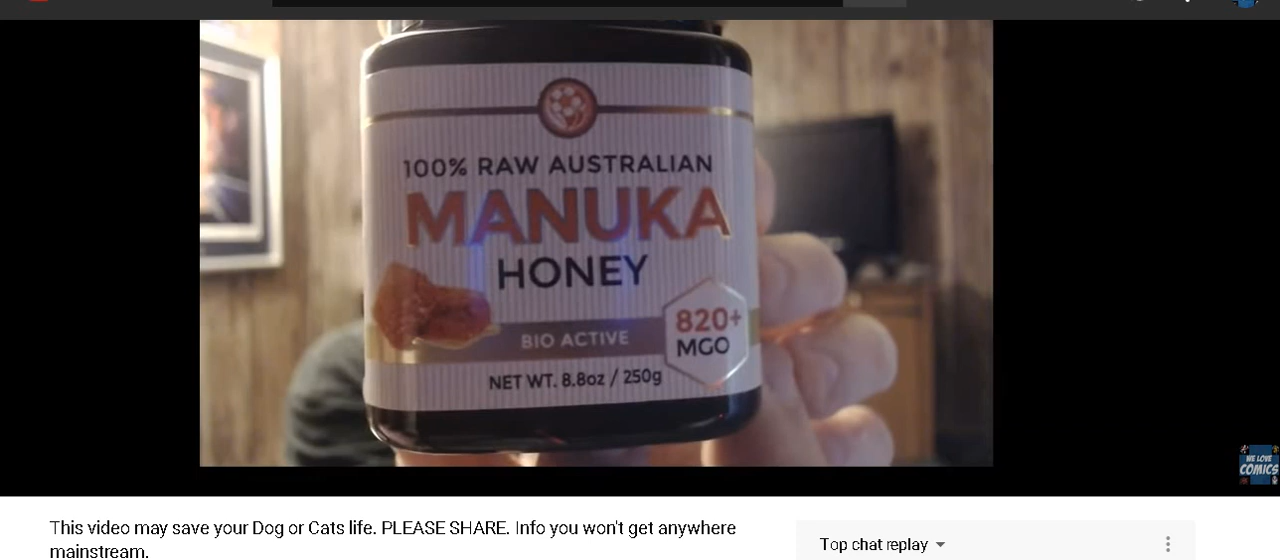 100% RAW AUSTRALIAN
MANUKA
HONEY
BIO ACTIVE
820+
MGO
NET WT. 8.8oz / 250g
WE LOVE
COMICS
This video may save your Dog or Cats life. PLEASE SHARE. Info you won't get anywhere
mainstream.
Top chat replay